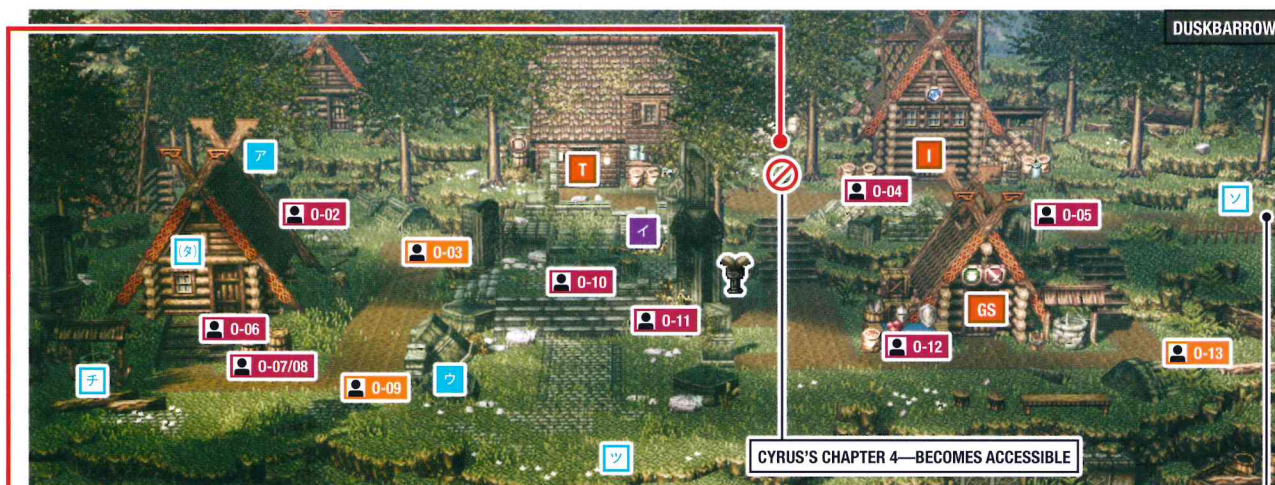 DUSKBARROW
ア
T
I
0-04
0-02
0-05
ソ
イ
(タ)
0-03
0-10
GS
0-11
0-06
0-12
0-13
0-07/08
チ
0-09
ウ
ツ
CYRUS'S CHAPTER 4—BECOMES ACCESSIBLE